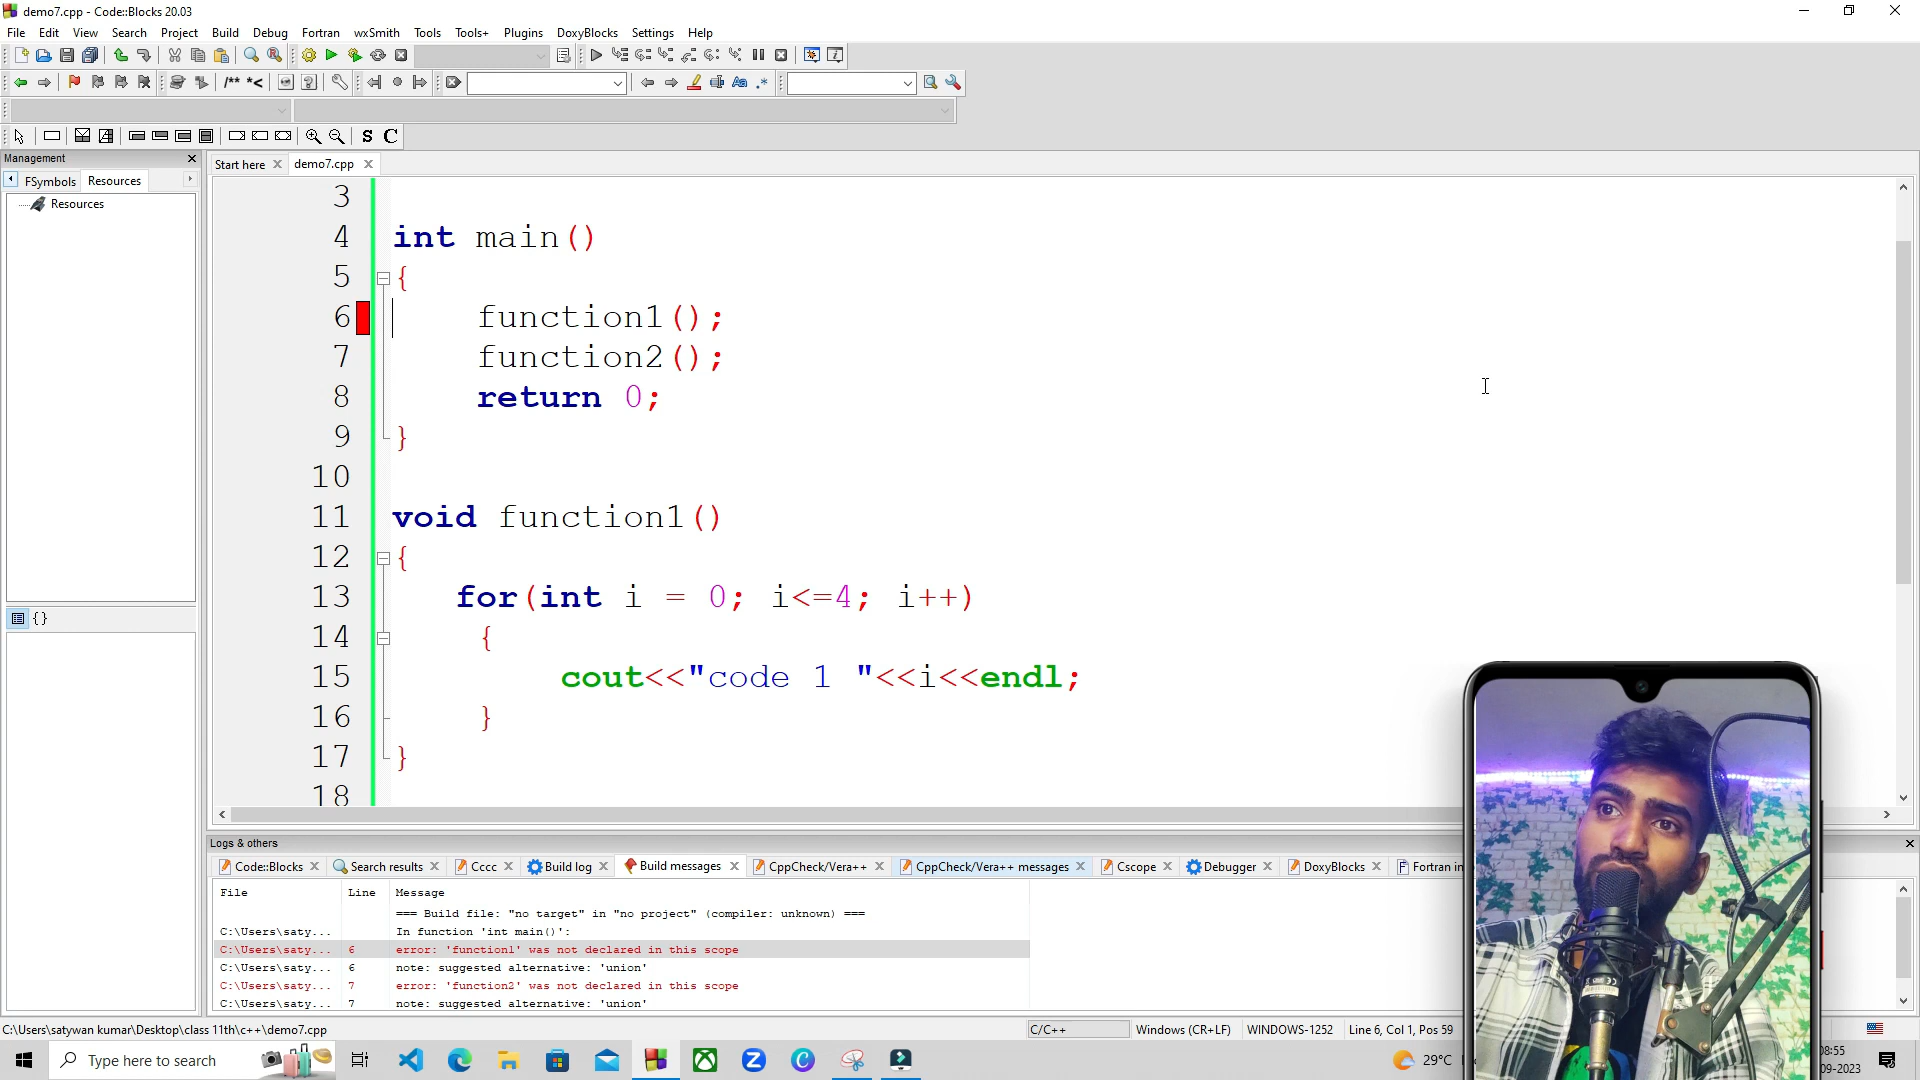 demo7.cpp - Code::Blocks 20.03
File Edit View Search Project Build Debug Fortran wxSmith Tools Tools+ Plugins DoxyBlocks Settings Help
/** *<
Aa .*
S C
Management
Start here demo7.cpp
FSymbols Resources
Resources
3
4 int main()
5 {
6 function1();
7 function2();
8 return 0;
9 }
10
11 void function1()
12 {
13 for(int i = 0; i<=4; i++)
14 {
15 cout<<"code 1 "<<i<<endl;
16 }
17 }
18
{}
Logs & others
Code::Blocks Search results Cccc Build log Build messages CppCheck/Vera++ CppCheck/Vera++ messages Cscope Debugger DoxyBlocks Fortran in
File Line Message
=== Build file: "no target" in "no project" (compiler: unknown) ===
C:\Users\saty... In function 'int main()':
C:\Users\saty... 6 error: 'function1' was not declared in this scope
C:\Users\saty... 6 note: suggested alternative: 'union'
C:\Users\saty... 7 error: 'function2' was not declared in this scope
C:\Users\saty... 7 note: suggested alternative: 'union'
C:\Users\satywan kumar\Desktop\class 11th\c++\demo7.cpp C/C++ Windows (CR+LF) WINDOWS-1252 Line 6, Col 1, Pos 59
Type here to search
29°C
08:55
09-2023